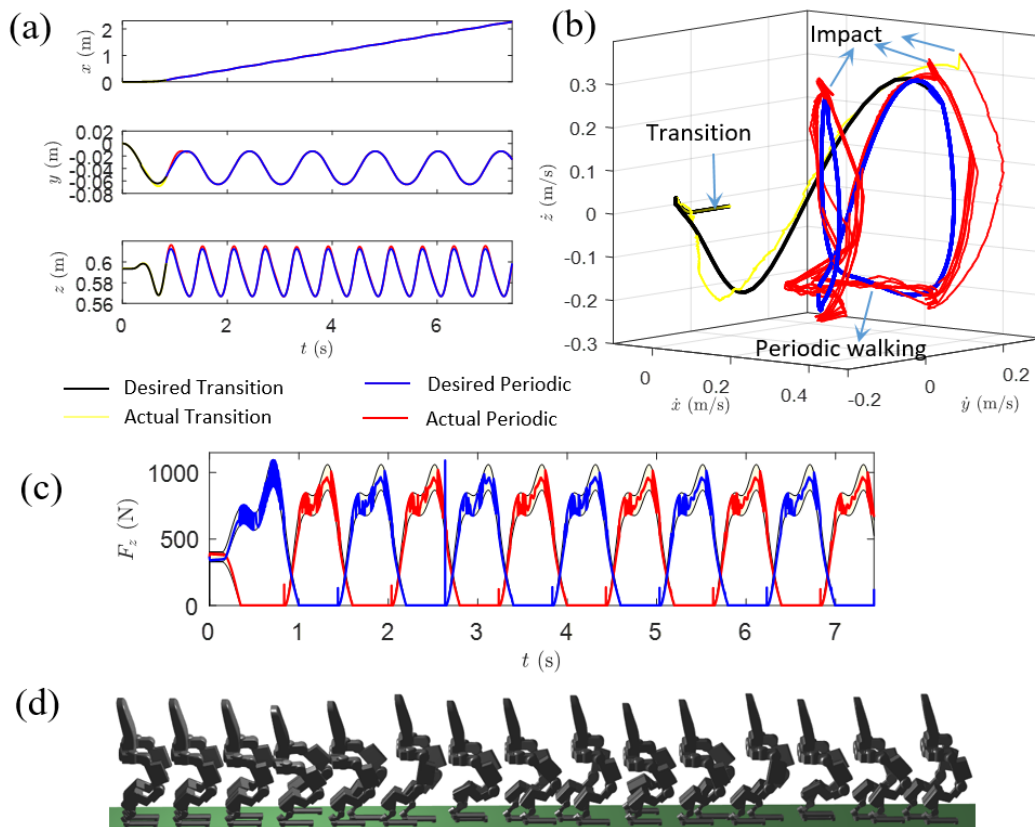 (a)
2
1
0
x (m)
0.02
0
-0.02
-0.04
-0.06
-0.08
y (m)
0.6
0.58
0.56
z (m)
0 2 4 6
t (s)
(b)
Impact
Transition
Periodic walking
0.3
0.2
0.1
0
-0.1
-0.2
-0.3
ż (m/s)
0 0.2 0.4
ẋ (m/s)
-0.2 0 0.2
ẏ (m/s)
Desired Transition
Desired Periodic
Actual Transition
Actual Periodic
(c)
1000
500
0
F_z (N)
0 1 2 3 4 5 6 7
t (s)
(d)